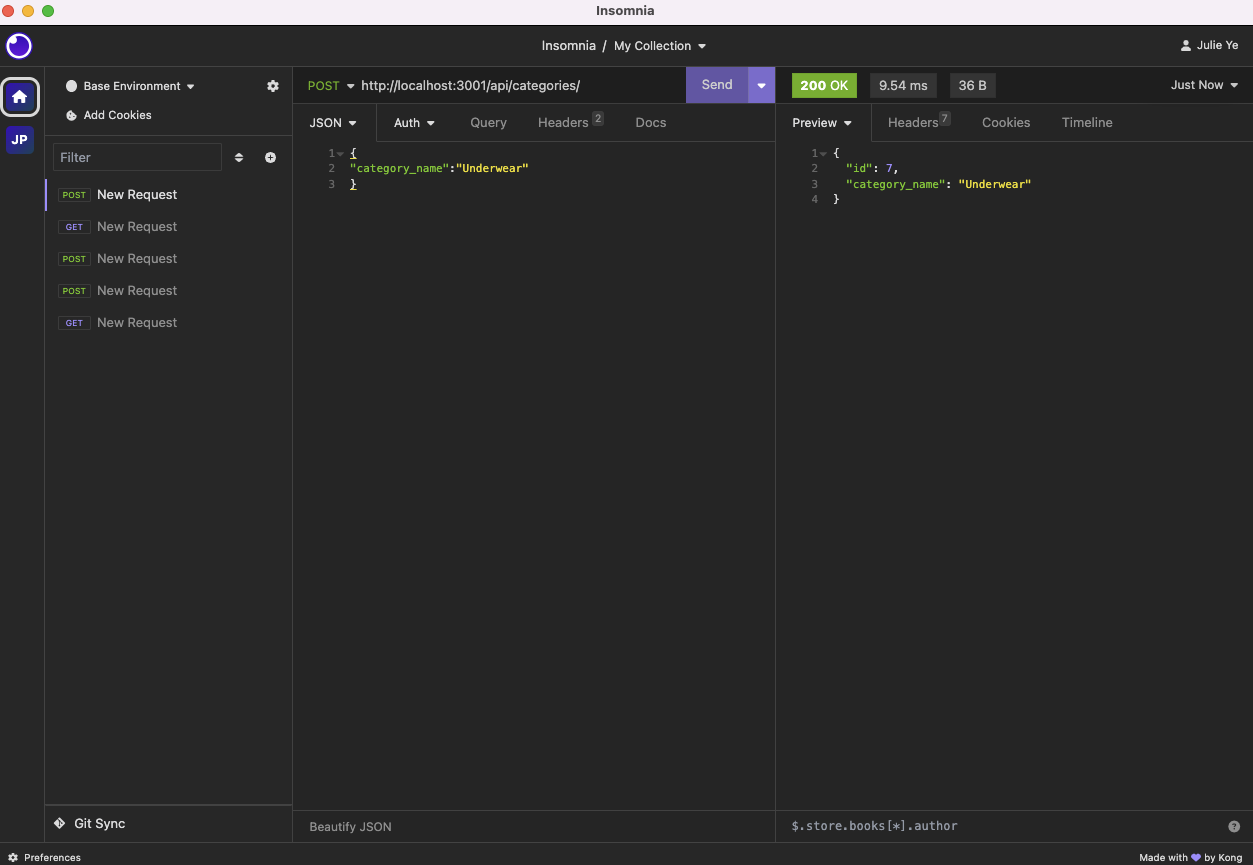 Insomnia
Insomnia / My Collection
Julie Ye
Base Environment
POST http://localhost:3001/api/categories/ Send
200 OK 9.54 ms 36 B Just Now
Add Cookies
JP
JSON Auth Query Headers 2 Docs
Preview Headers 7 Cookies Timeline
Filter
1 {
2 "category_name":"Underwear"
3 }
1 {
2 "id": 7,
3 "category_name": "Underwear"
4 }
POST New Request
GET New Request
POST New Request
POST New Request
GET New Request
Git Sync
Beautify JSON
$.store.books[*].author
?
Preferences
Made with 💜 by Kong